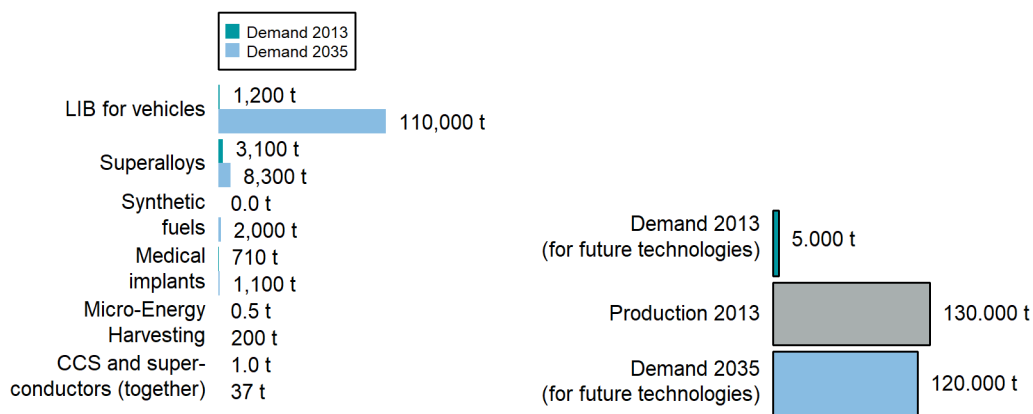 Demand 2013
Demand 2035
LIB for vehicles
1,200 t
110,000 t
Superalloys
3,100 t
8,300 t
Synthetic
fuels
0.0 t
2,000 t
Medical
implants
710 t
1,100 t
Micro-Energy
Harvesting
0.5 t
200 t
CCS and super-
conductors (together)
1.0 t
37 t
Demand 2013
(for future technologies)
5.000 t
Production 2013
130.000 t
Demand 2035
(for future technologies)
120.000 t